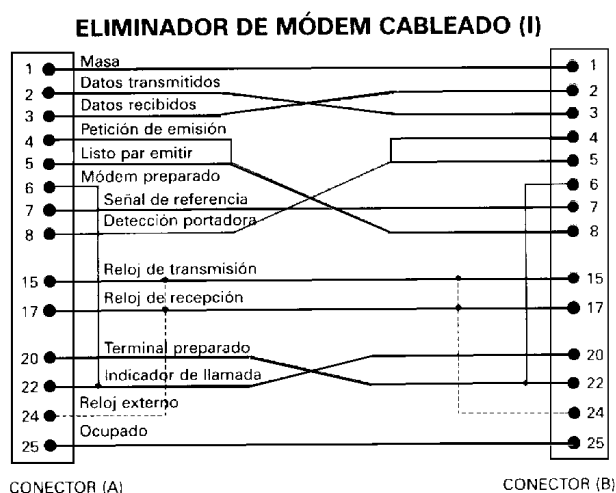 ELIMINADOR DE MÓDEM CABLEADO (I)
1 Masa 1
2 Datos transmitidos 2
3 Datos recibidos 3
4 Petición de emisión 4
5 Listo par emitir 5
6 Módem preparado 6
7 Señal de referencia 7
8 Detección portadora 8
15 Reloj de transmisión 15
17 Reloj de recepción 17
20 Terminal preparado 20
22 Indicador de llamada 22
24 Reloj externo 24
25 Ocupado 25
CONECTOR (A) CONECTOR (B)